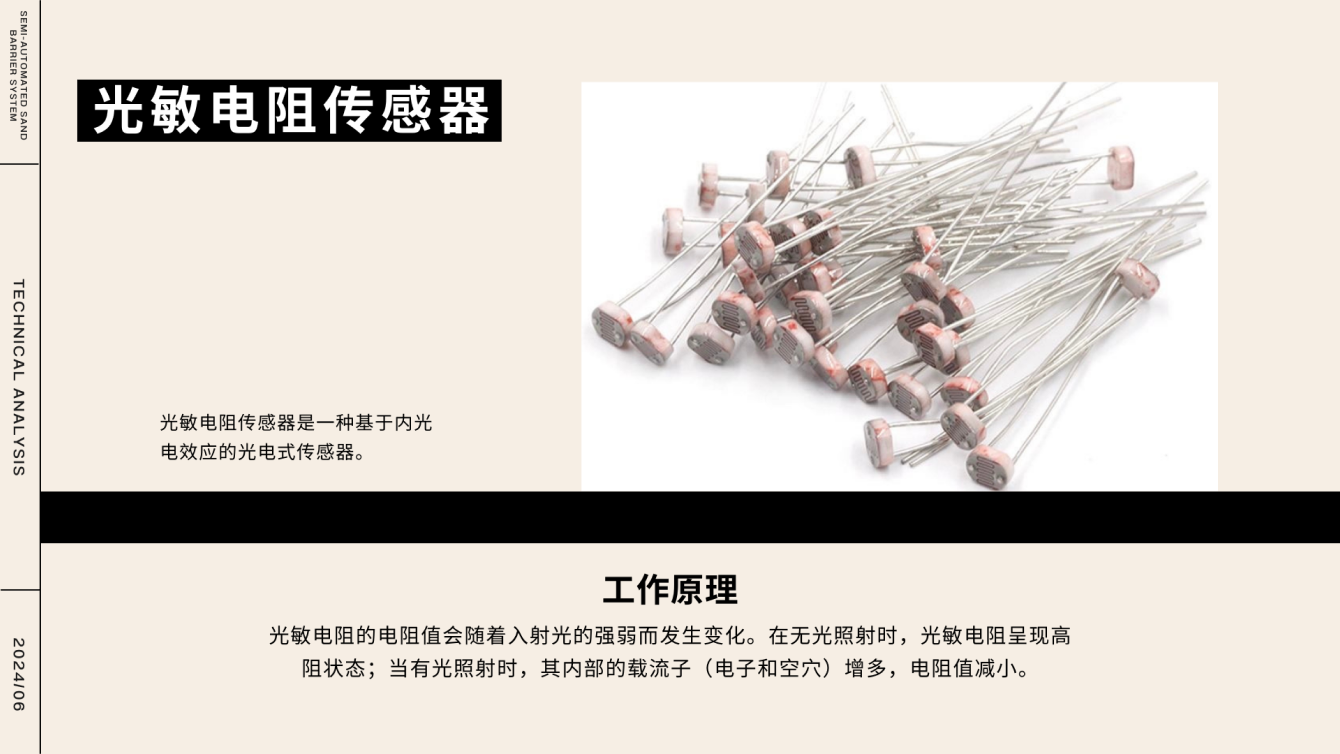 SEMI-AUTOMATED SAND
BARRIER SYSTEM
TECHNICAL ANALYSIS
2024/06
光敏电阻传感器
光敏电阻传感器是一种基于内光
电效应的光电式传感器。
工作原理
光敏电阻的电阻值会随着入射光的强弱而发生变化。在无光照射时，光敏电阻呈现高
阻状态；当有光照射时，其内部的载流子（电子和空穴）增多，电阻值减小。